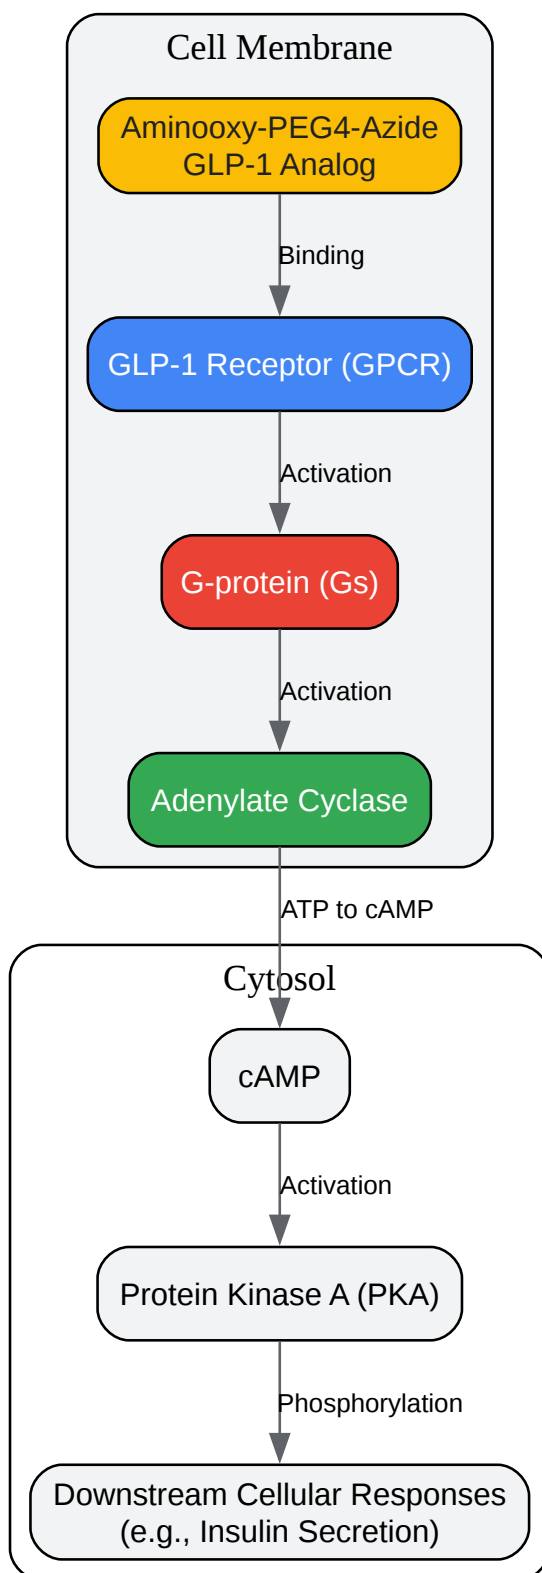 Cell Membrane
Aminooxy-PEG4-Azide
GLP-1 Analog
Binding
GLP-1 Receptor (GPCR)
Activation
G-protein (Gs)
Activation
Adenylate Cyclase
ATP to cAMP
Cytosol
cAMP
Activation
Protein Kinase A (PKA)
Phosphorylation
Downstream Cellular Responses
(e.g., Insulin Secretion)